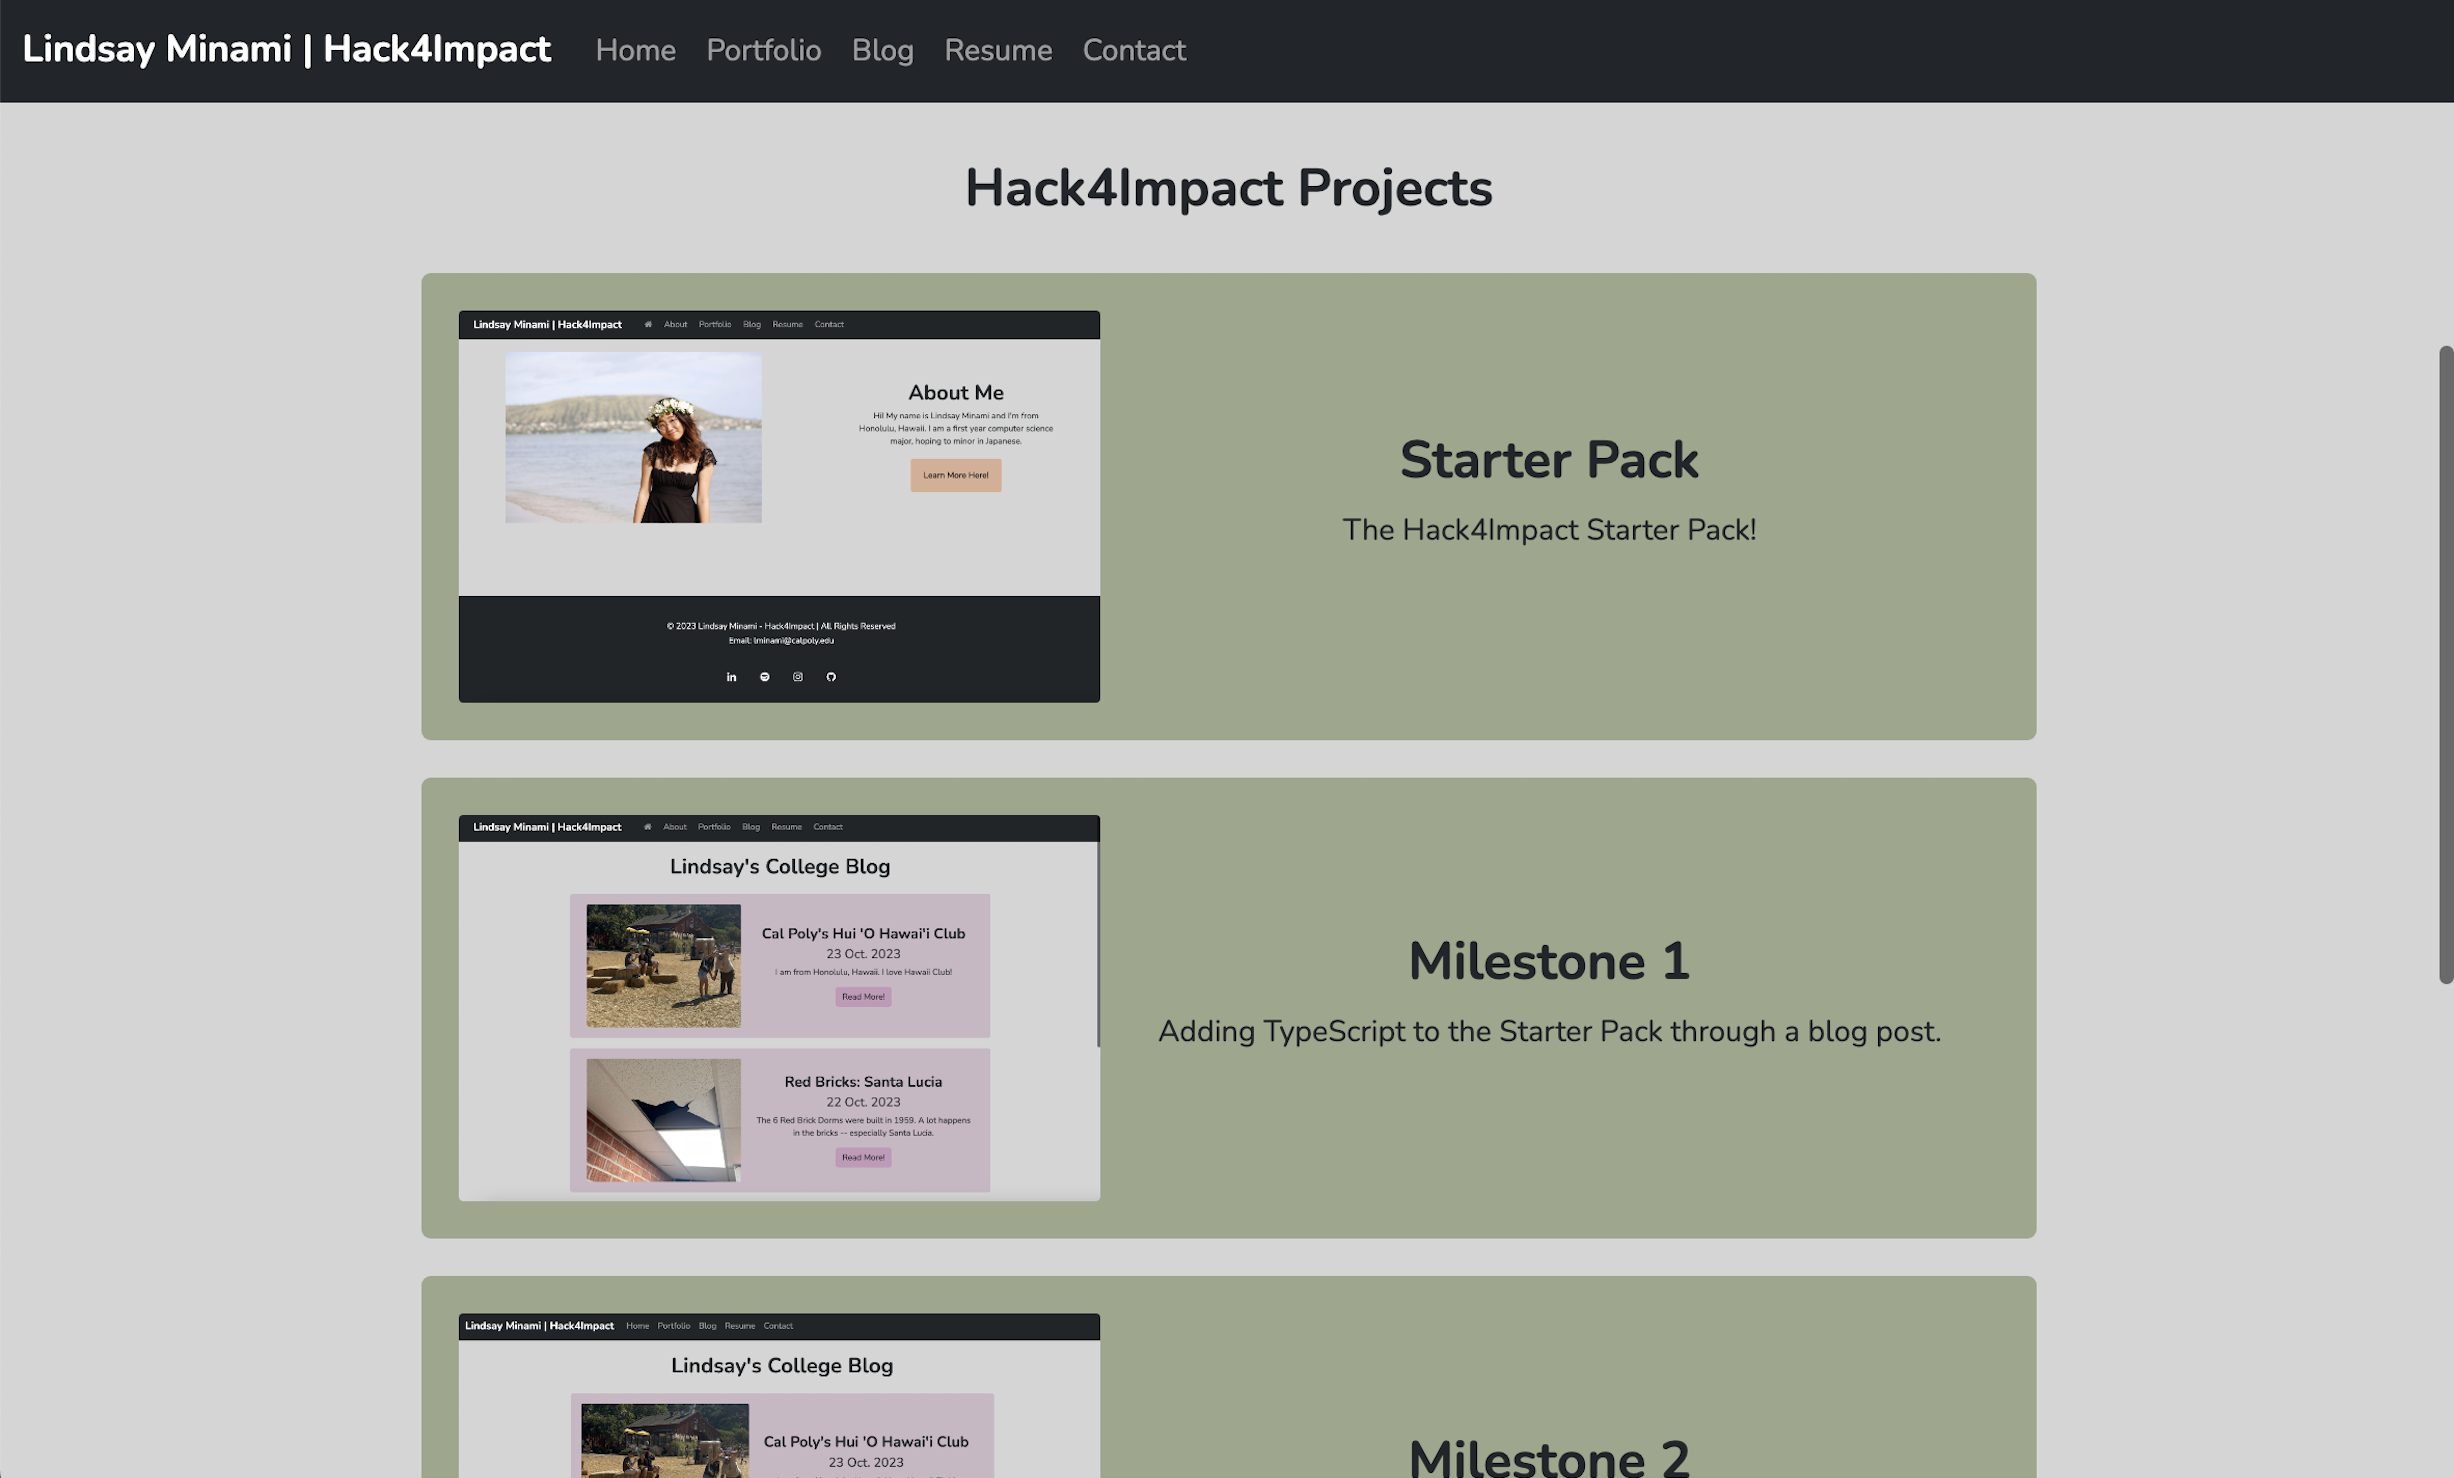 Lindsay Minami | Hack4Impact Home Portfolio Blog Resume Contact
Hack4Impact Projects
Lindsay Minami | Hack4Impact About Portfolio Blog Resume Contact
About Me
Hi! My name is Lindsay Minami and I'm from
Honolulu, Hawaii. I am a first year computer science
major, hoping to minor in Japanese.
Learn More Here!
© 2023 Lindsay Minami - Hack4Impact | All Rights Reserved
Email: lminami@calpoly.edu
in
Starter Pack
The Hack4Impact Starter Pack!
Lindsay Minami | Hack4Impact About Portfolio Blog Resume Contact
Lindsay's College Blog
Cal Poly's Hui 'O Hawai'i Club
23 Oct. 2023
I am from Honolulu, Hawaii. I love Hawaii Club!
Read More!
Red Bricks: Santa Lucia
22 Oct. 2023
The 6 Red Brick Dorms were built in 1959. A lot happens
in the bricks -- especially Santa Lucia.
Read More!
Milestone 1
Adding TypeScript to the Starter Pack through a blog post.
Lindsay Minami | Hack4Impact Home Portfolio Blog Resume Contact
Lindsay's College Blog
Cal Poly's Hui 'O Hawai'i Club
23 Oct. 2023
Milestone 2